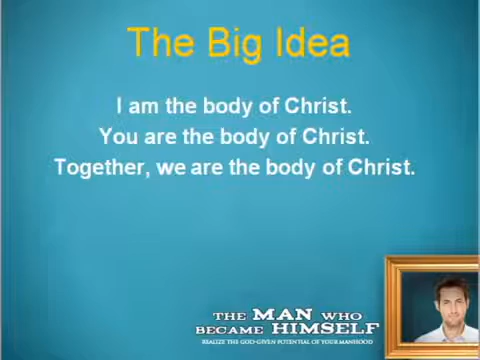 The Big Idea
I am the body of Christ.
You are the body of Christ.
Together, we are the body of Christ.
THE MAN WHO
BECAME HIMSELF
REALIZE THE GOD-GIVEN POTENTIAL OF YOUR MANHOOD